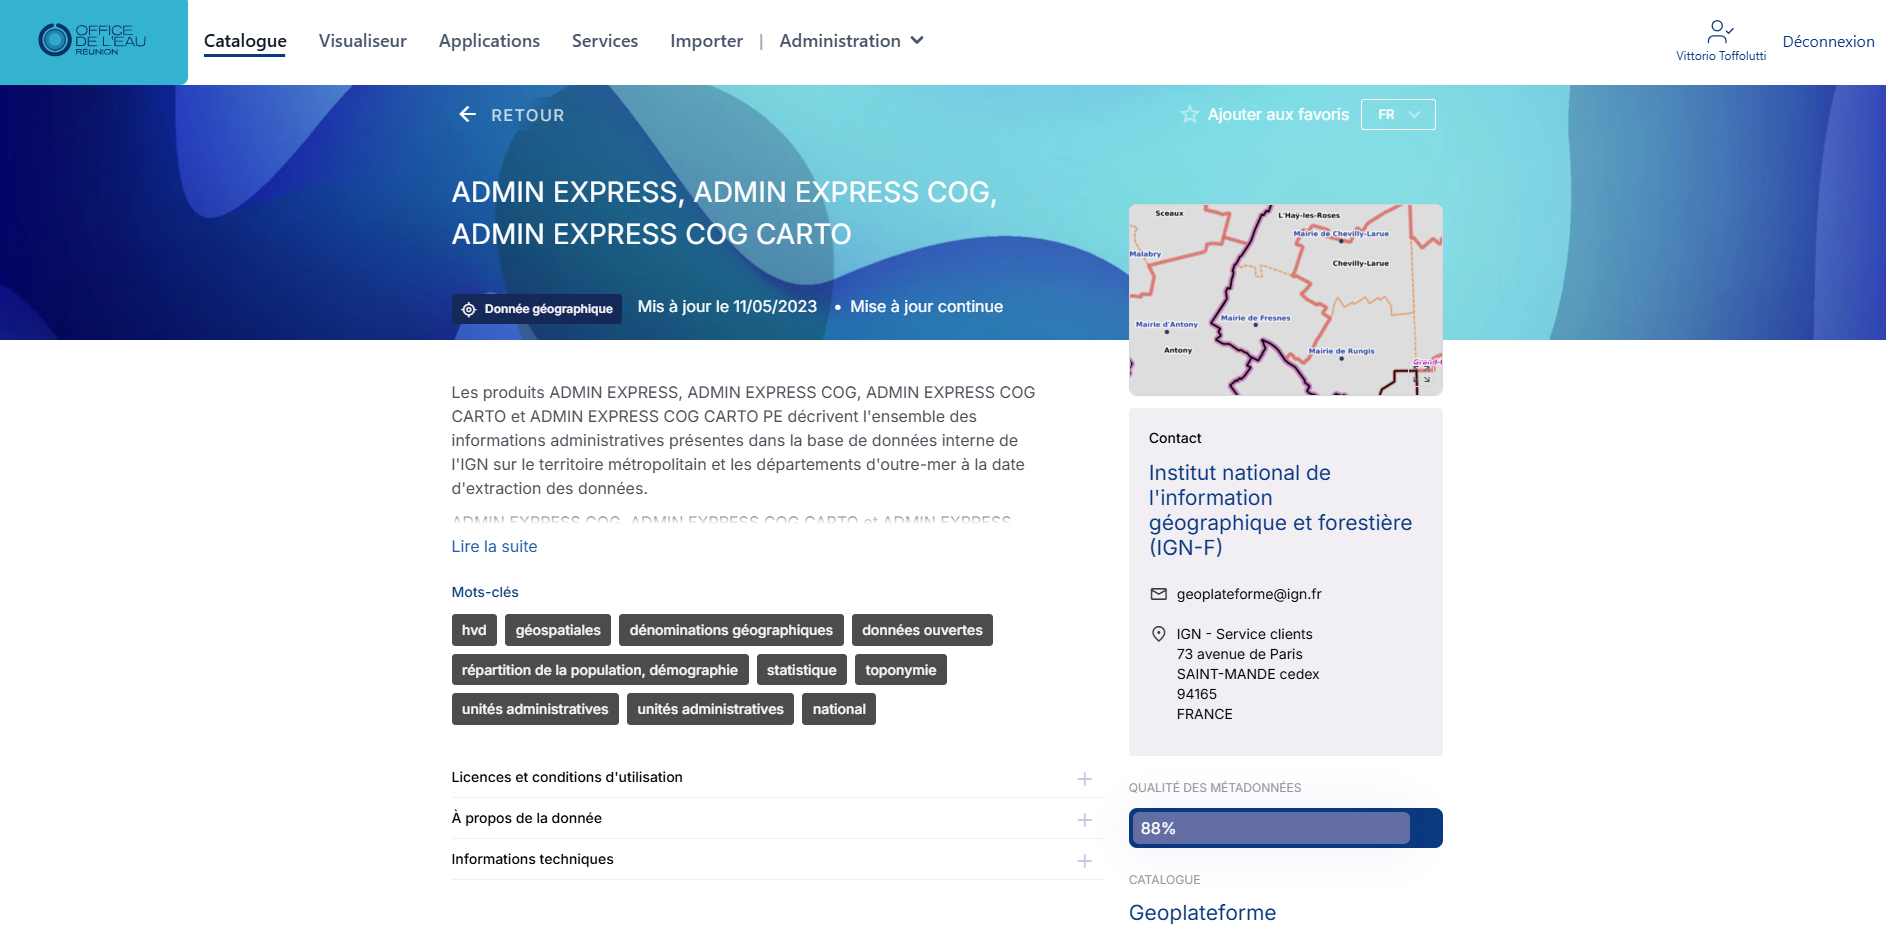 OFFICE
DE L'EAU
RÉUNION
Catalogue
Visualiseur
Applications
Services
Importer
|
Administration
Vittorio Toffolutti
Déconnexion
RETOUR
Ajouter aux favoris
FR
ADMIN EXPRESS, ADMIN EXPRESS COG,
ADMIN EXPRESS COG CARTO
Donnée géographique
Mis à jour le 11/05/2023
• Mise à jour continue
Sceaux
L'Haÿ-les-Roses
Mairie de Chevilly-Larue
Malabry
Chevilly-Larue
Mairie de Fresnes
Mairie d'Antony
Antony
Mairie de Rungis
Les produits ADMIN EXPRESS, ADMIN EXPRESS COG, ADMIN EXPRESS COG
CARTO et ADMIN EXPRESS COG CARTO PE décrivent l'ensemble des
informations administratives présentes dans la base de données interne de
l'IGN sur le territoire métropolitain et les départements d'outre-mer à la date
d'extraction des données.
ADMIN EXPRESS COG, ADMIN EXPRESS COG CARTO et ADMIN EXPRESS
Lire la suite
Mots-clés
hvd
géospatiales
dénominations géographiques
données ouvertes
répartition de la population, démographie
statistique
toponymie
unités administratives
unités administratives
national
Licences et conditions d'utilisation
À propos de la donnée
Informations techniques
Contact
Institut national de
l'information
géographique et forestière
(IGN-F)
geoplateforme@ign.fr
IGN - Service clients
73 avenue de Paris
SAINT-MANDE cedex
94165
FRANCE
QUALITÉ DES MÉTADONNÉES
88%
CATALOGUE
Geoplateforme